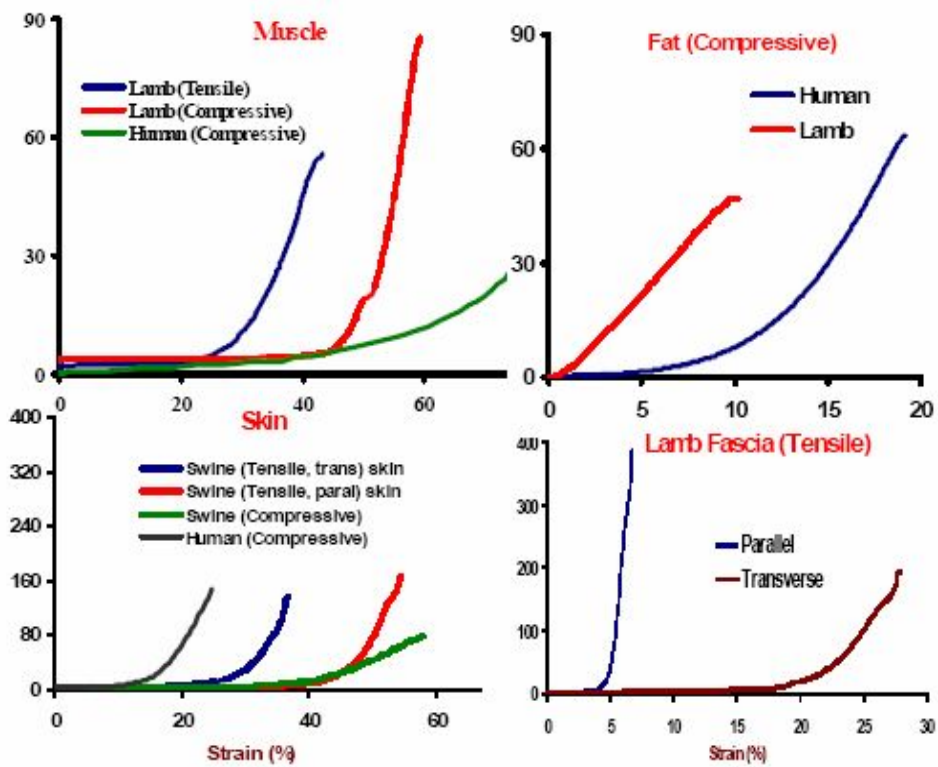 Muscle
Lamb (Tensile)
Lamb (Compressive)
Human (Compressive)
90
60
30
0
0
20
40
60
Fat (Compressive)
Human
Lamb
90
60
30
0
0
5
10
15
20
Skin
Swine (Tensile, trans) skin
Swine (Tensile, paral) skin
Swine (Compressive)
Human (Compressive)
400
320
240
160
80
0
0
20
40
60
Strain (%)
Lamb Fascia (Tensile)
Parallel
Transverse
400
300
200
100
0
0
5
10
15
20
25
30
Strain (%)